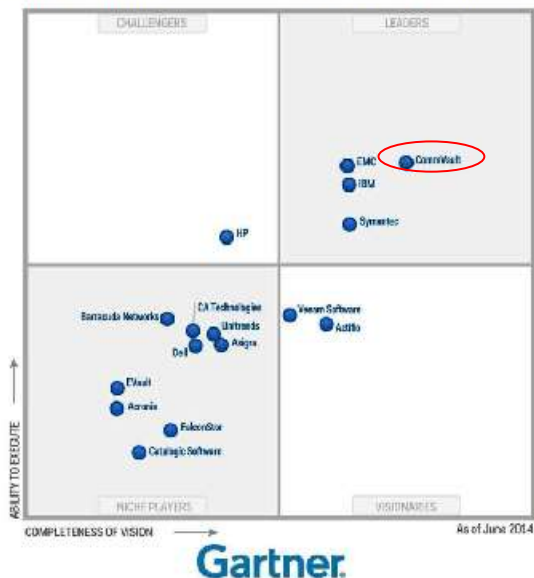 CHALLENGERS
LEADERS
EMC
CommVault
IBM
Symantec
HP
CA Technologies
Barracuda Networks
Unitrends
Dell
Asigra
Veeam Software
Actifio
EVault
Acronis
FalconStor
Catalogic Software
ABILITY TO EXECUTE
NICHE PLAYERS
VISIONARIES
COMPLETENESS OF VISION
As of June 2014
Gartner.